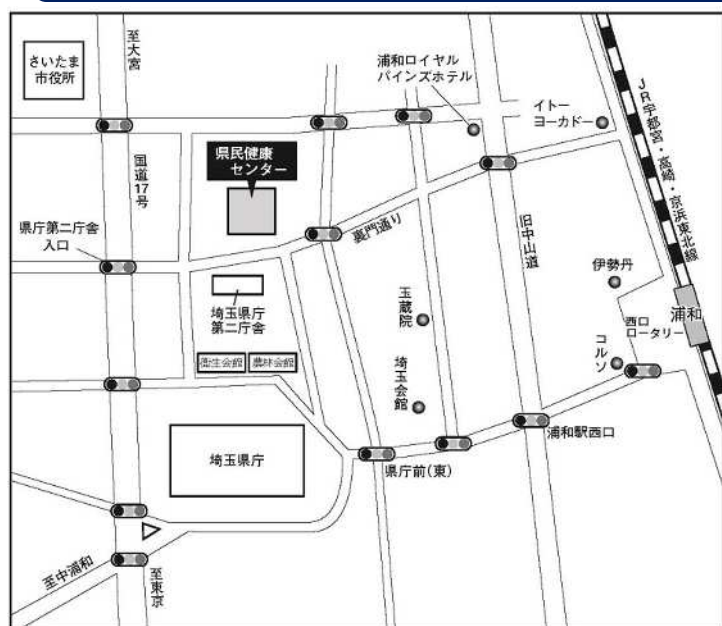 さいたま
市役所
至大宮
浦和ロイヤル
パインズホテル
イトー
ヨーカドー
JR宇都宮・高崎・京浜東北線
国道17号
県民健康
センター
県庁第二庁舎
入口
裏門通り
旧中山道
伊勢丹
浦和
西口
ロータリー
埼玉県庁
第二庁舎
玉蔵院
コルソ
衛生会館
農林会館
埼玉会館
浦和駅西口
埼玉県庁
県庁前(東)
至中浦和
至東京